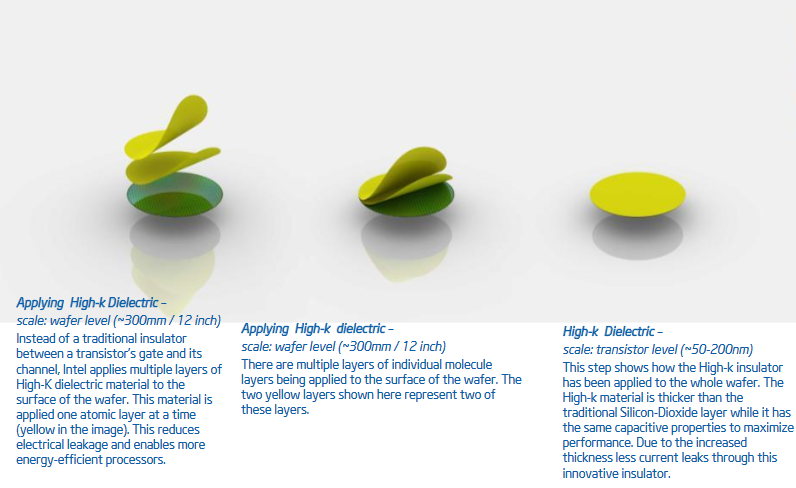 Applying High-k Dielectric –
scale: wafer level (~300mm / 12 inch)
Instead of a traditional insulator
between a transistor's gate and its
channel, Intel applies multiple layers of
High-K dielectric material to the
surface of the wafer. This material is
applied one atomic layer at a time
(yellow in the image). This reduces
electrical leakage and enables more
energy-efficient processors.
Applying High-k dielectric –
scale: wafer level (~300mm / 12 inch)
There are multiple layers of individual molecule
layers being applied to the surface of the wafer. The
two yellow layers shown here represent two of
these layers.
High-k Dielectric –
scale: transistor level (~50-200nm)
This step shows how the High-k insulator
has been applied to the whole wafer. The
High-k material is thicker than the
traditional Silicon-Dioxide layer while it has
the same capacitive properties to maximize
performance. Due to the increased
thickness less current leaks through this
innovative insulator.